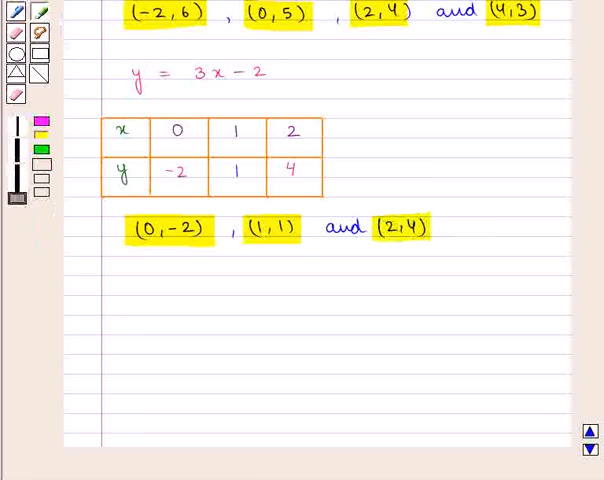 (-2,6) , (0,5) , (2,4) and (4,3)
y = 3x-2
x 0 1 2
y -2 1 4
(0,-2) , (1,1) and (2,4)